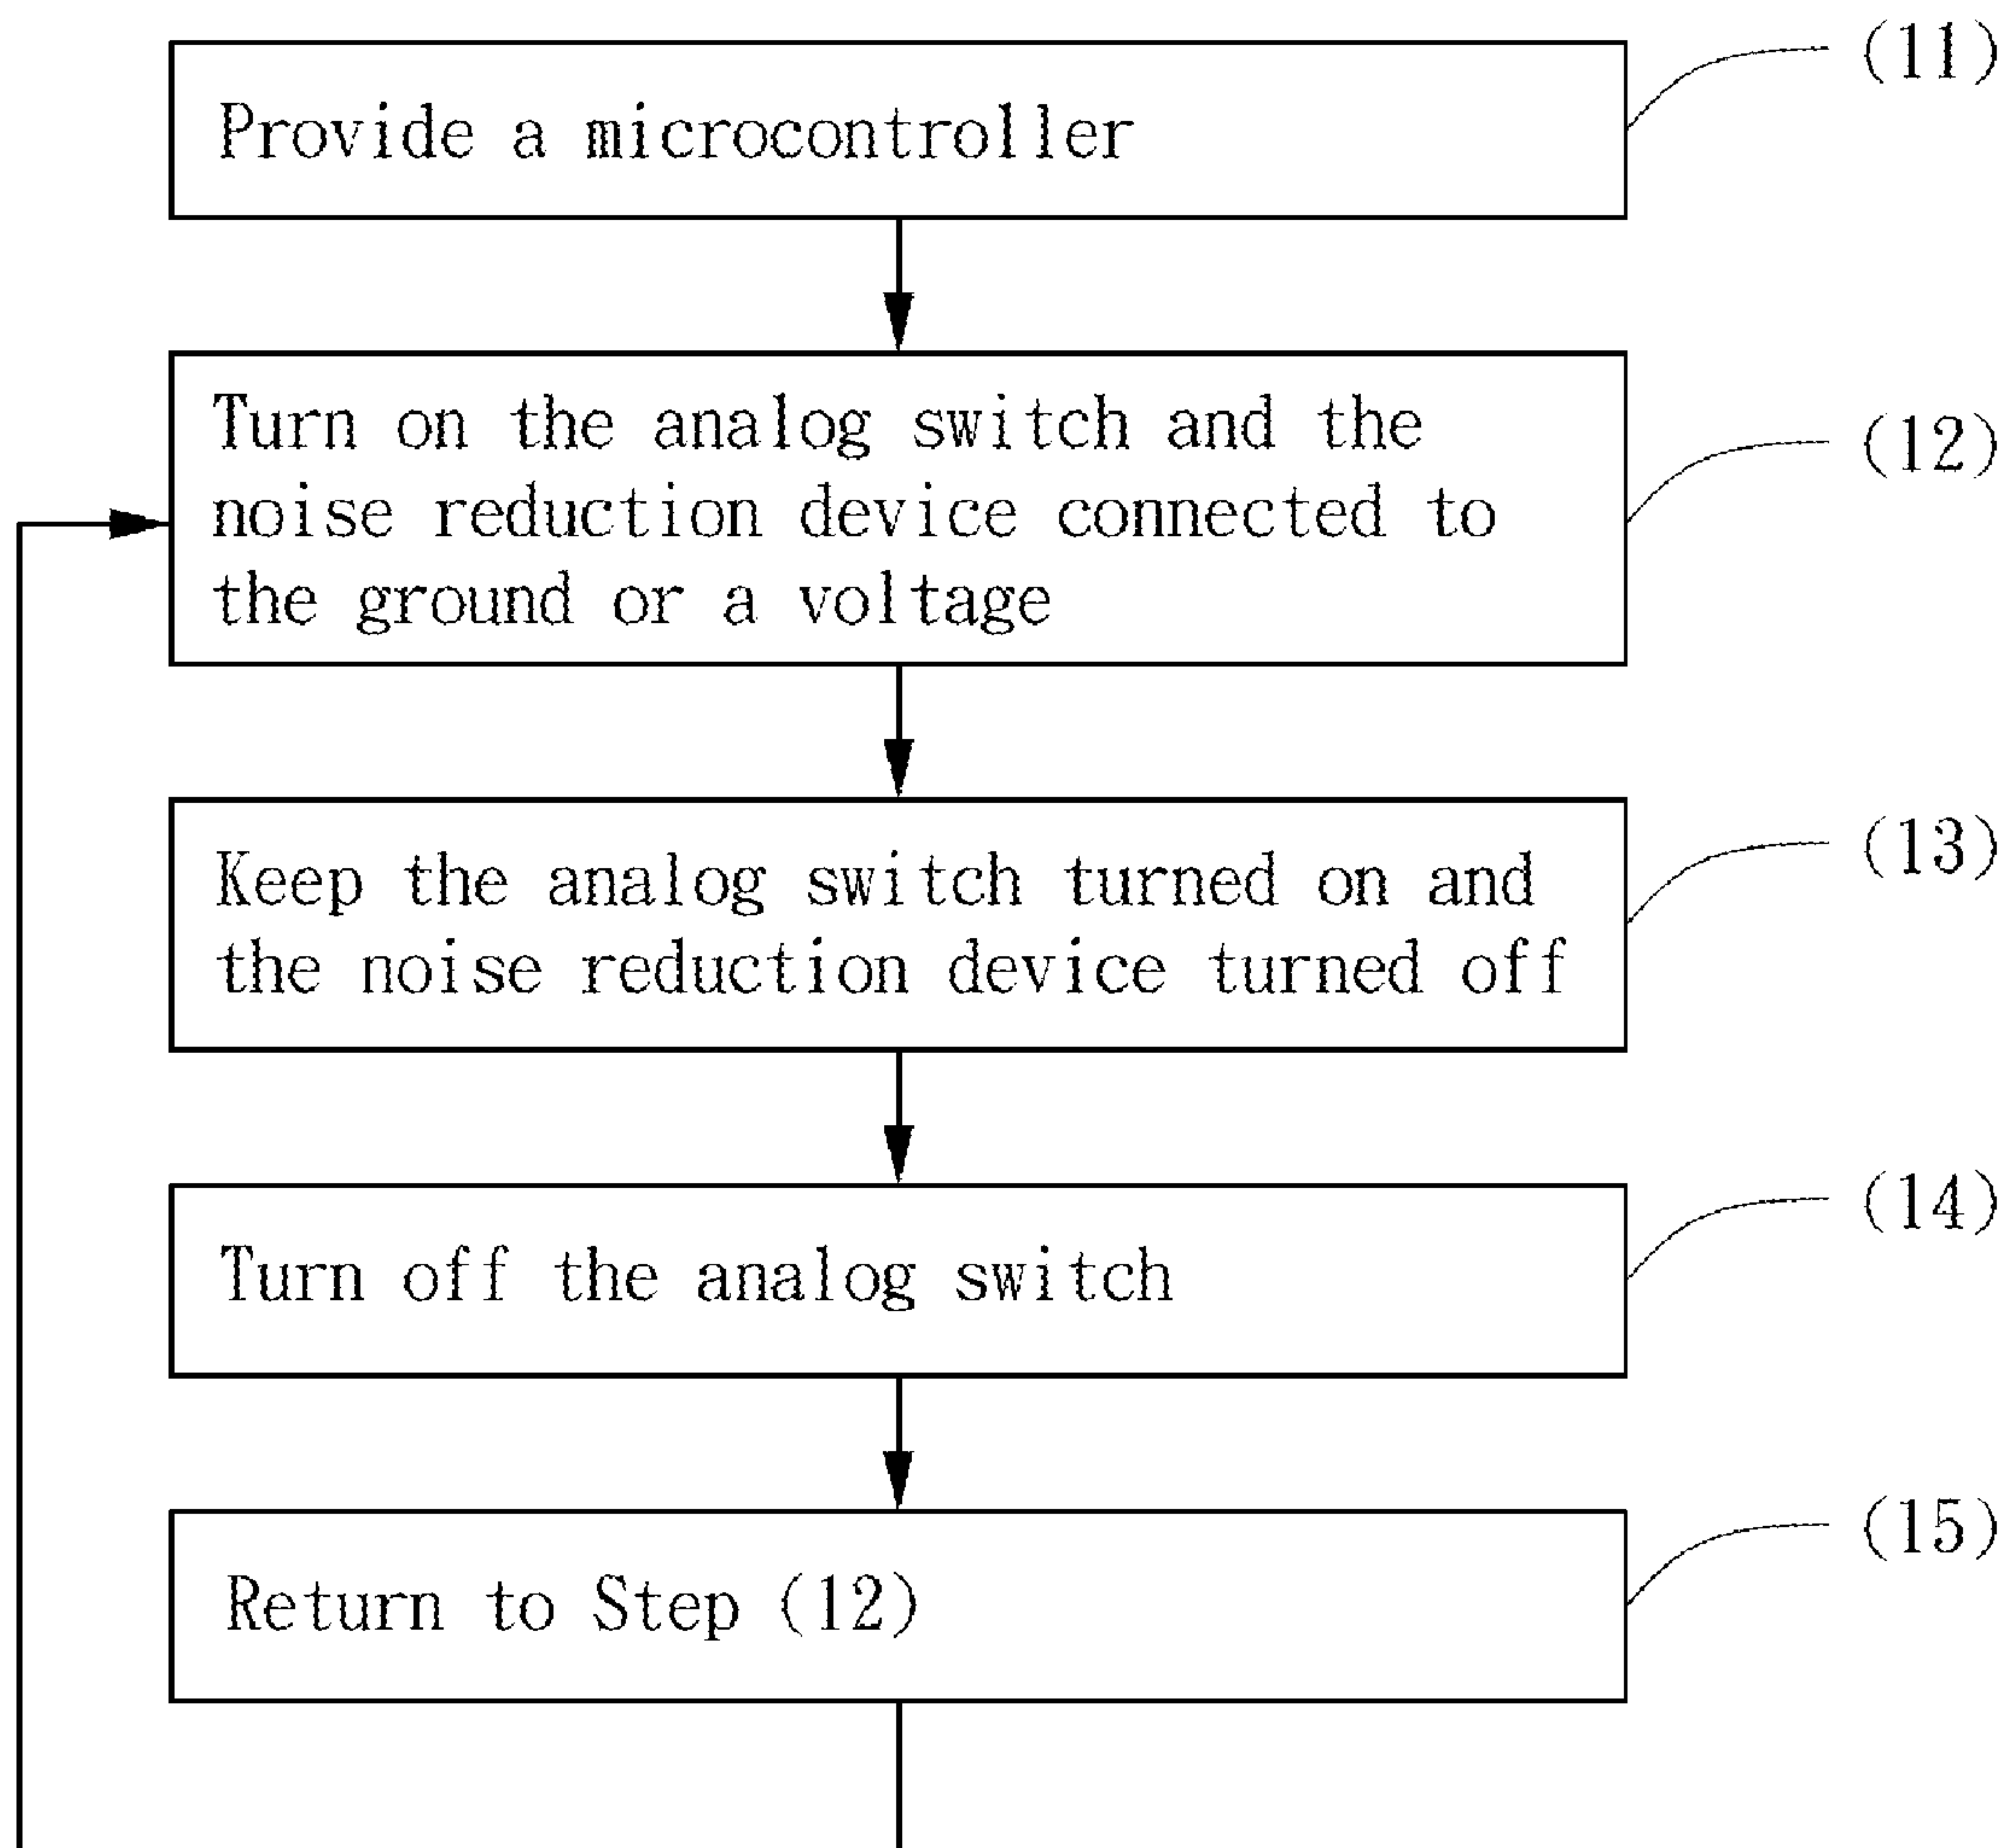 (11)
Provide a microcontroller
Turn on the analog switch and the
noise reduction device connected to
the ground or a voltage
(12)
Keep the analog switch turned on and
the noise reduction device turned off
(13)
Turn off the analog switch
(14)
Return to Step (12)
(15)